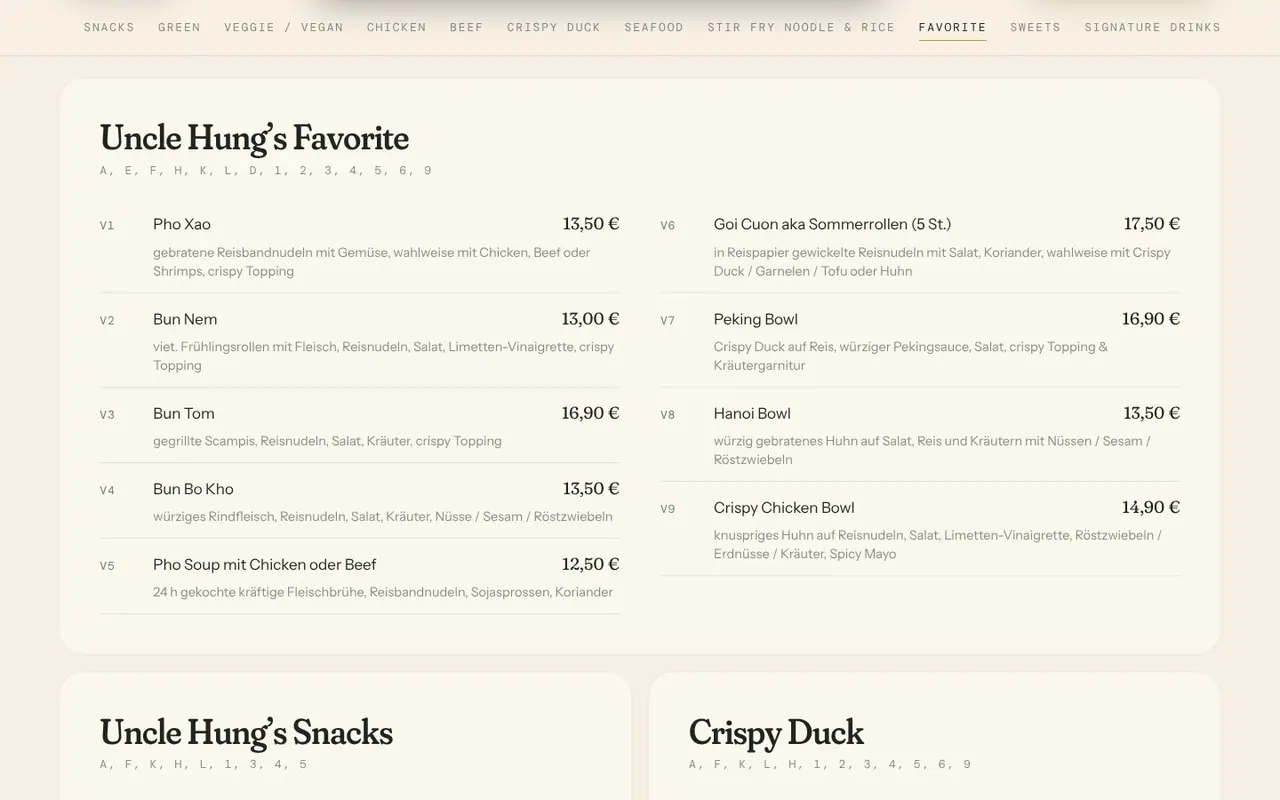 SNACKS GREEN VEGGIE / VEGAN CHICKEN BEEF CRISPY DUCK SEAFOOD STIR FRY NOODLE & RICE FAVORITE SWEETS SIGNATURE DRINKS
Uncle Hung’s Favorite
A, E, F, H, K, L, D, 1, 2, 3, 4, 5, 6, 9
V1 Pho Xao 13,50 €
gebratene Reisbandnudeln mit Gemüse, wahlweise mit Chicken, Beef oder
Shrimps, crispy Topping
V2 Bun Nem 13,00 €
viet. Frühlingsrollen mit Fleisch, Reisnudeln, Salat, Limetten-Vinaigrette, crispy
Topping
V3 Bun Tom 16,90 €
gegrillte Scampis, Reisnudeln, Salat, Kräuter, crispy Topping
V4 Bun Bo Kho 13,50 €
würziges Rindfleisch, Reisnudeln, Salat, Kräuter, Nüsse / Sesam / Röstzwiebeln
V5 Pho Soup mit Chicken oder Beef 12,50 €
24 h gekochte kräftige Fleischbrühe, Reisbandnudeln, Sojasprossen, Koriander
V6 Goi Cuon aka Sommerrollen (5 St.) 17,50 €
in Reispapier gewickelte Reisnudeln mit Salat, Koriander, wahlweise mit Crispy
Duck / Garnelen / Tofu oder Huhn
V7 Peking Bowl 16,90 €
Crispy Duck auf Reis, würziger Pekingsauce, Salat, crispy Topping &
Kräutergarnitur
V8 Hanoi Bowl 13,50 €
würzig gebratenes Huhn auf Salat, Reis und Kräutern mit Nüssen / Sesam /
Röstzwiebeln
V9 Crispy Chicken Bowl 14,90 €
knuspriges Huhn auf Reisnudeln, Salat, Limetten-Vinaigrette, Röstzwiebeln /
Erdnüsse / Kräuter, Spicy Mayo
Uncle Hung’s Snacks
A, F, K, H, L, 1, 3, 4, 5
Crispy Duck
A, F, K, L, H, 1, 2, 3, 4, 5, 6, 9